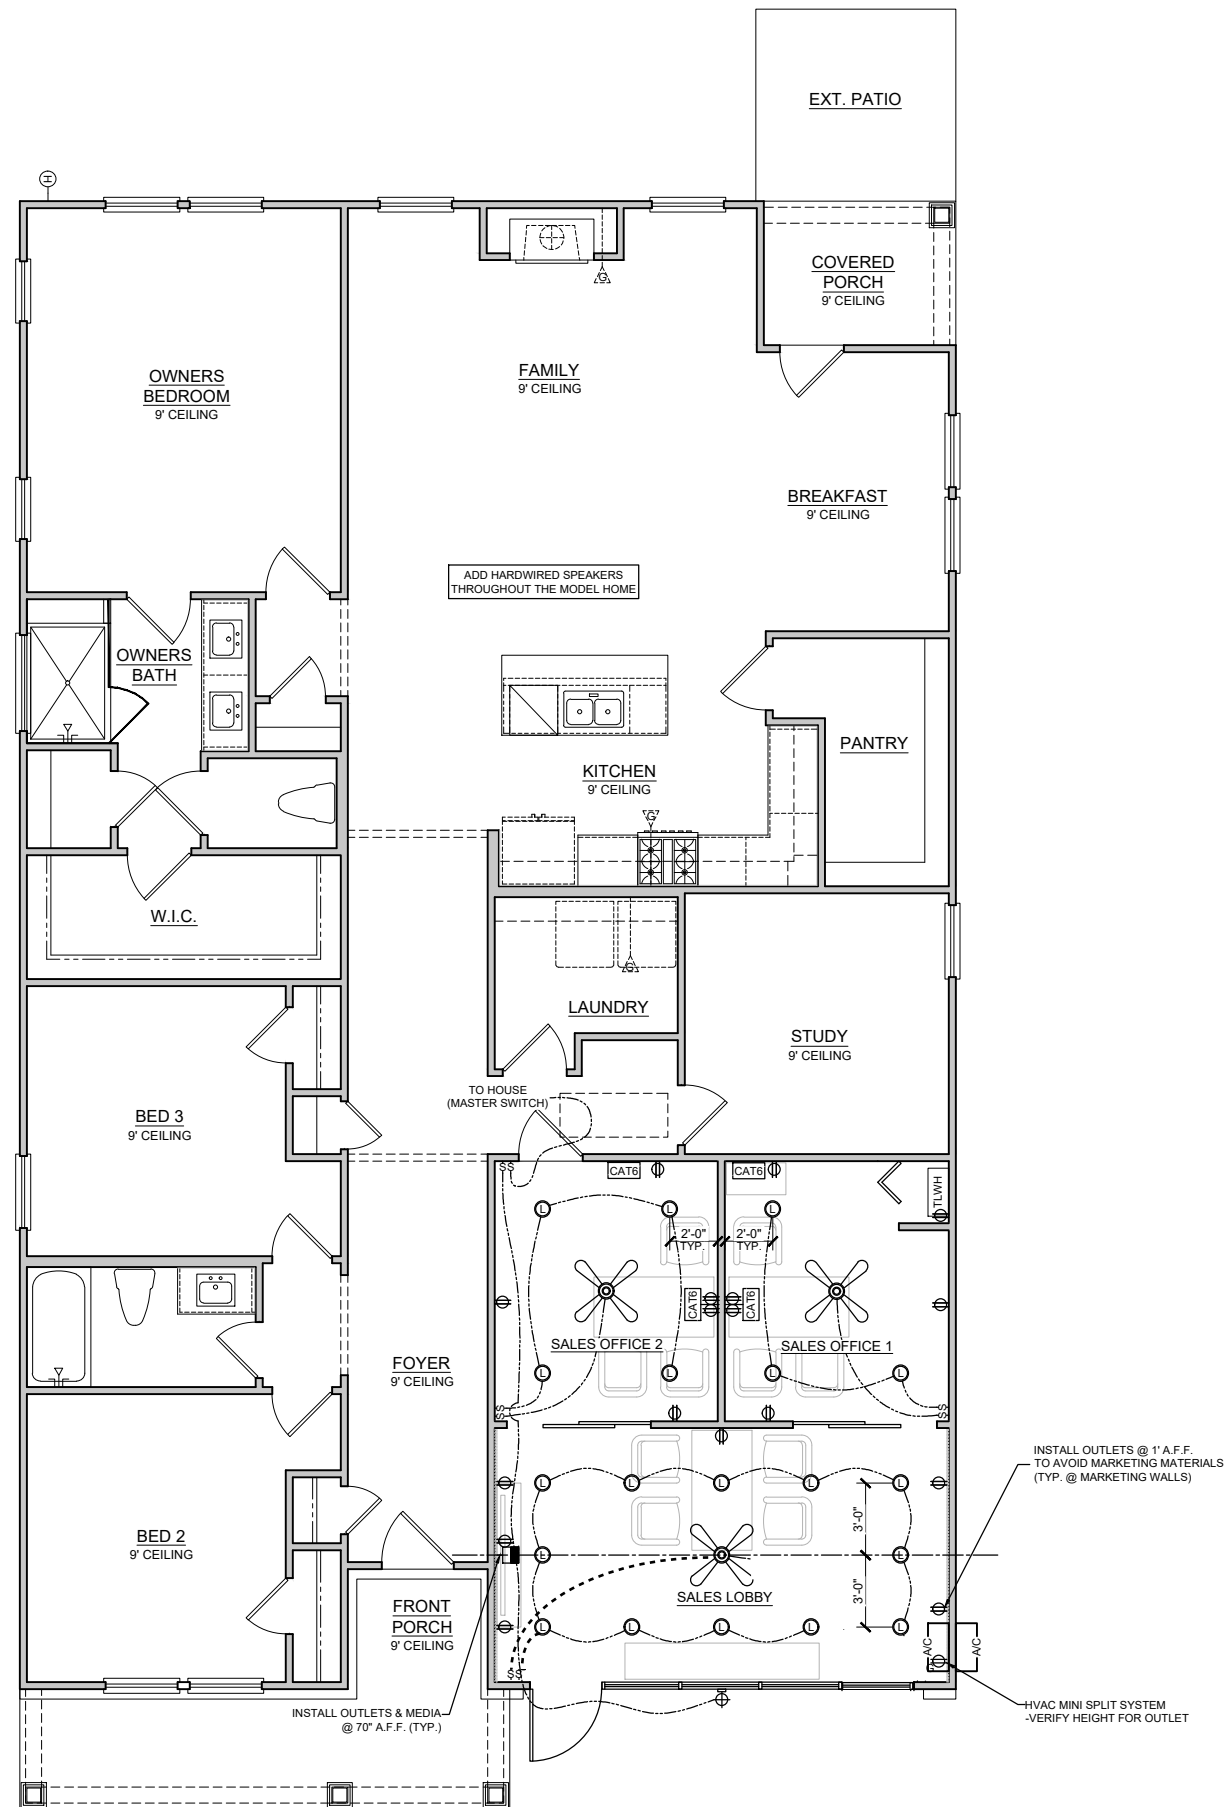 EXT. PATIO
H
COVERED
PORCH
9' CEILING
G
OWNERS
BEDROOM
9' CEILING
FAMILY
9' CEILING
BREAKFAST
9' CEILING
ADD HARDWIRED SPEAKERS
THROUGHOUT THE MODEL HOME
OWNERS
BATH
PANTRY
KITCHEN
9' CEILING
G
W.I.C.
G
LAUNDRY
STUDY
9' CEILING
TO HOUSE
(MASTER SWITCH)
BED 3
9' CEILING
SS
CAT6
CAT6
TLWH
L
L
L
2'-0"
TYP.
2'-0"
TYP.
CAT6
CAT6
SALES OFFICE 2
SALES OFFICE 1
FOYER
9' CEILING
L
L
L
L
SS
SS
INSTALL OUTLETS @ 1' A.F.F.
TO AVOID MARKETING MATERIALS
(TYP. @ MARKETING WALLS)
L
L
L
L
L
3'-0"
BED 2
9' CEILING
L
L
3'-0"
SALES LOBBY
FRONT
PORCH
9' CEILING
L
L
L
L
L
A/C
A/C
SS
INSTALL OUTLETS & MEDIA
@ 70" A.F.F. (TYP.)
HVAC MINI SPLIT SYSTEM
-VERIFY HEIGHT FOR OUTLET